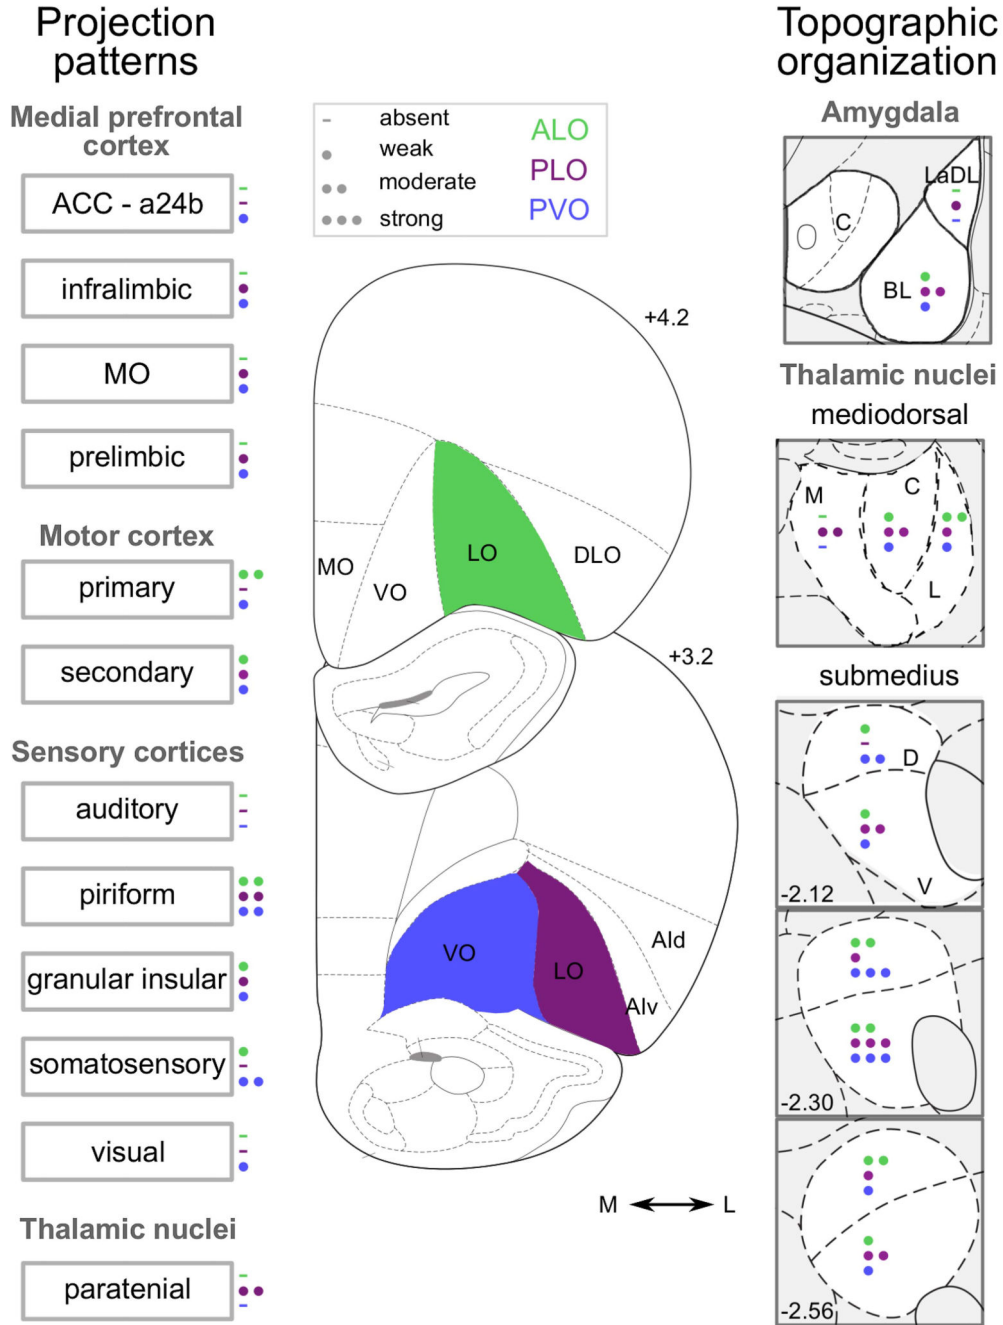 Projection
patterns
Medial prefrontal
cortex
ACC - a24b
infralimbic
MO
prelimbic
Motor cortex
primary
secondary
Sensory cortices
auditory
piriform
granular insular
somatosensory
visual
Thalamic nuclei
paratenial
absent
weak
moderate
strong
ALO
PLO
PVO
+4.2
MO
VO
LO
DLO
+3.2
VO
LO
AId
AIv
M L
Topographic
organization
Amygdala
LaDL
C
BL
Thalamic nuclei
mediodorsal
M
C
L
submedius
D
V
-2.12
-2.30
-2.56